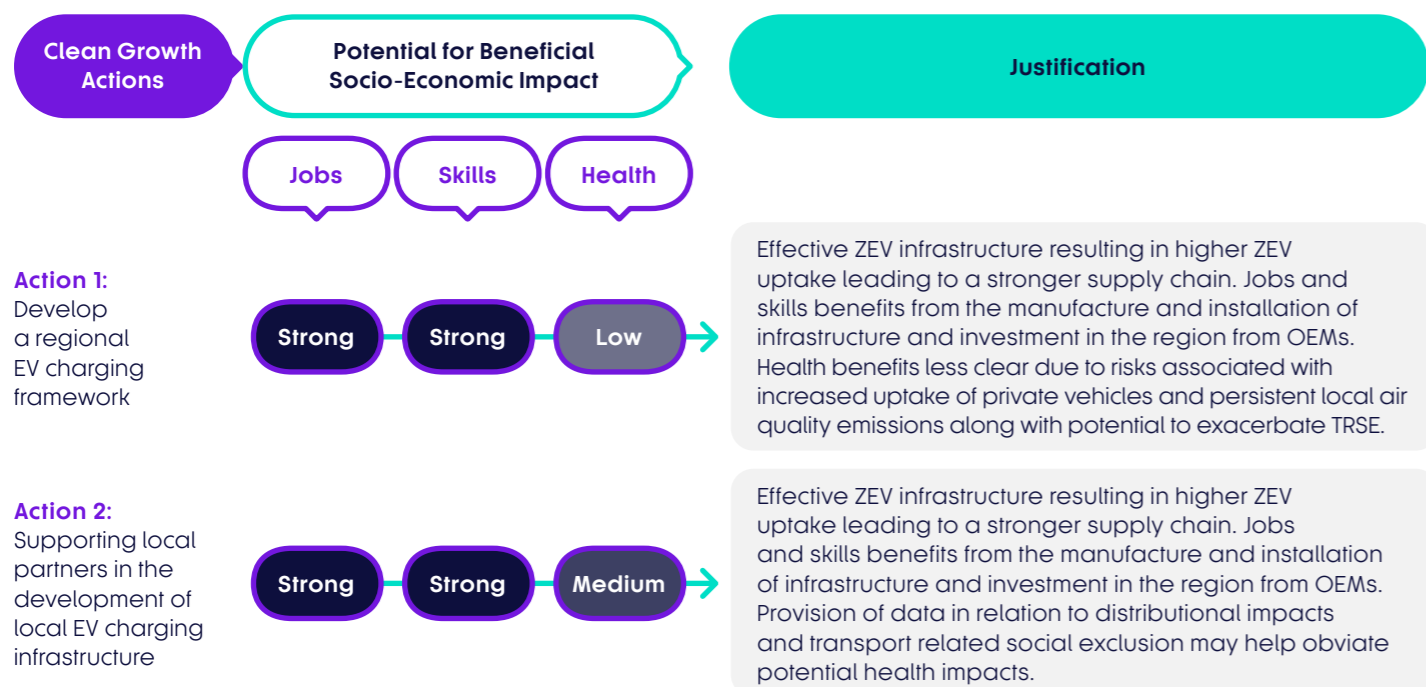 Clean Growth
Actions
Potential for Beneficial
Socio-Economic Impact
Justification
Jobs
Skills
Health
Action 1:
Develop
a regional
EV charging
framework
Strong
Strong
Low
Effective ZEV infrastructure resulting in higher ZEV
uptake leading to a stronger supply chain. Jobs and
skills benefits from the manufacture and installation of
infrastructure and investment in the region from OEMs.
Health benefits less clear due to risks associated with
increased uptake of private vehicles and persistent local air
quality emissions along with potential to exacerbate TRSE.
Action 2:
Supporting local
partners in the
development of
local EV charging
infrastructure
Strong
Strong
Medium
Effective ZEV infrastructure resulting in higher ZEV
uptake leading to a stronger supply chain. Jobs
and skills benefits from the manufacture and installation
of infrastructure and investment in the region from OEMs.
Provision of data in relation to distributional impacts
and transport related social exclusion may help obviate
potential health impacts.